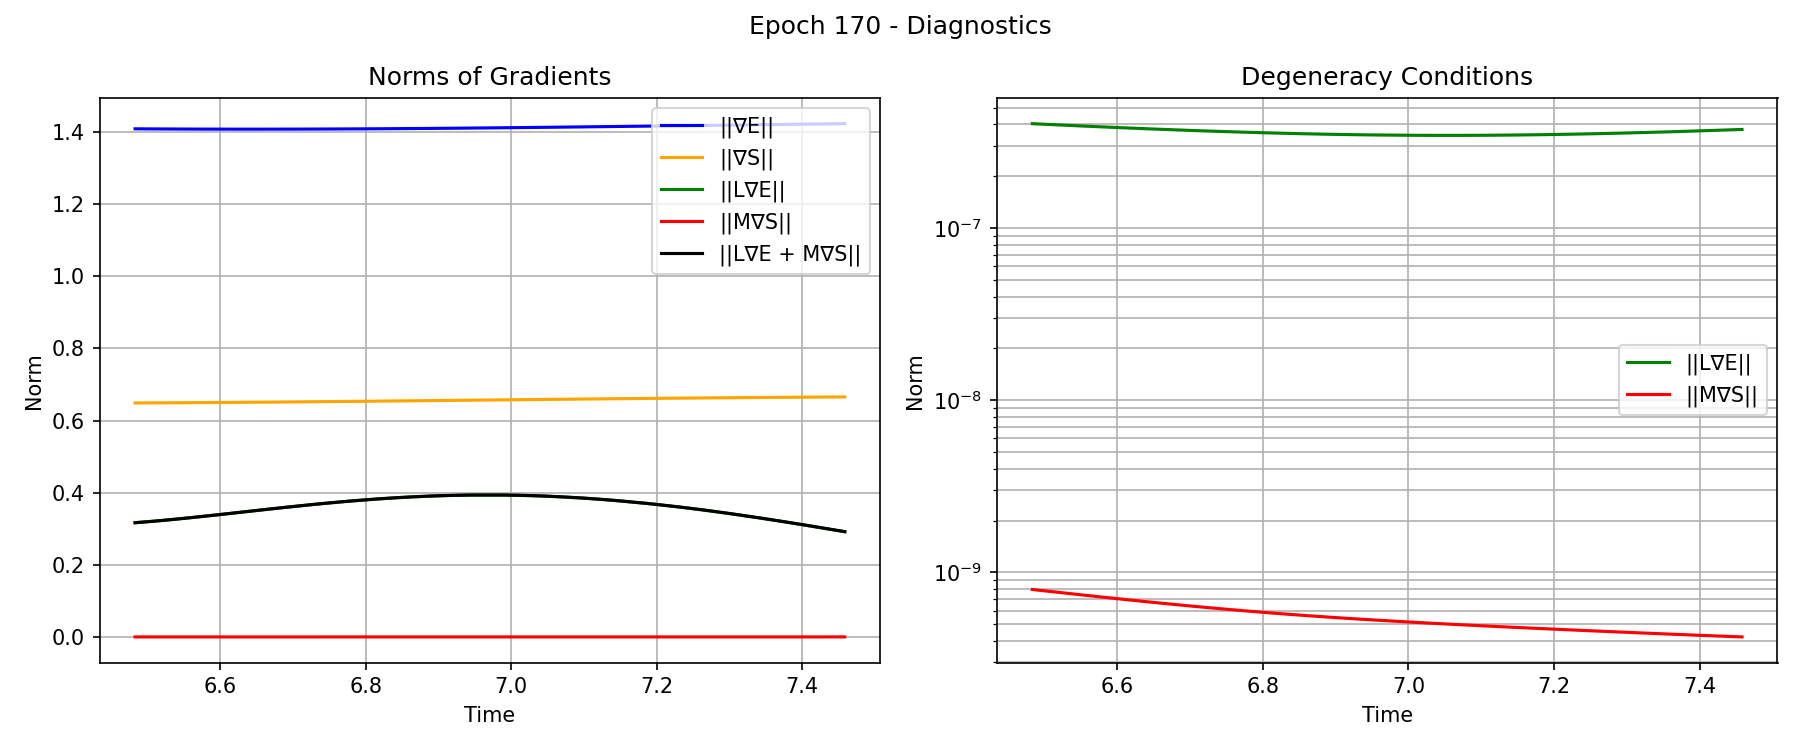 Epoch 170 - Diagnostics
Norms of Gradients
Norm
1.4
1.2
1.0
0.8
0.6
0.4
0.2
0.0
||∇E||
||∇S||
||L∇E||
||M∇S||
||L∇E + M∇S||
6.6 6.8 7.0 7.2 7.4
Time
Degeneracy Conditions
Norm
10⁻⁷
10⁻⁸
10⁻⁹
||L∇E||
||M∇S||
6.6 6.8 7.0 7.2 7.4
Time